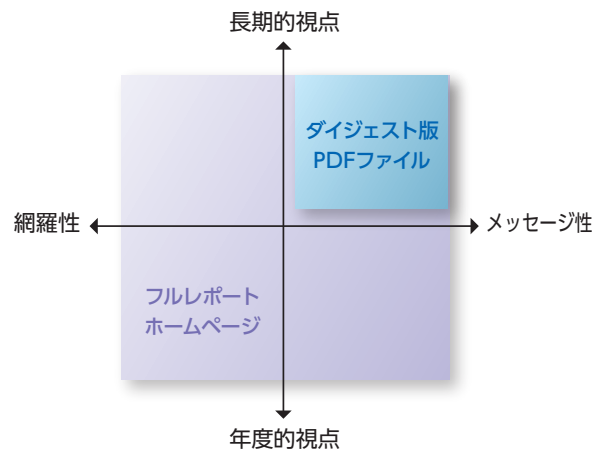 長期的視点
ダイジェスト版
PDFファイル
網羅性
メッセージ性
フルレポート
ホームページ
年度的視点